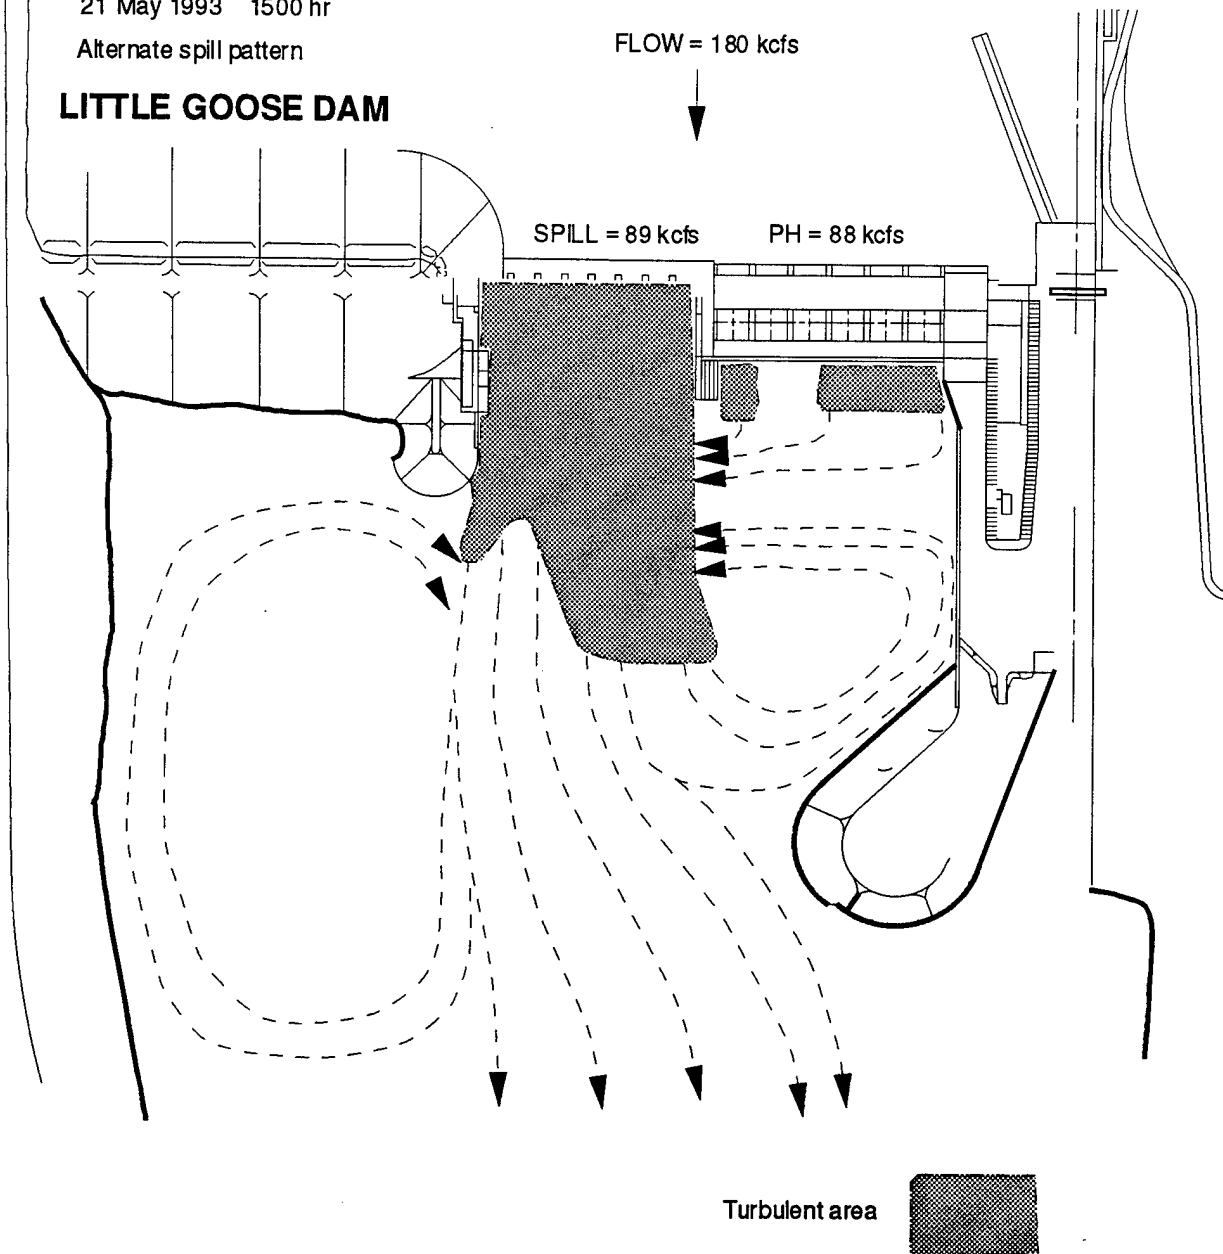 21 May 1993 1500 hr
Alternate spill pattern
LITTLE GOOSE DAM
FLOW = 180 kcfs
SPILL = 89 kcfs
PH = 88 kcfs
Turbulent area